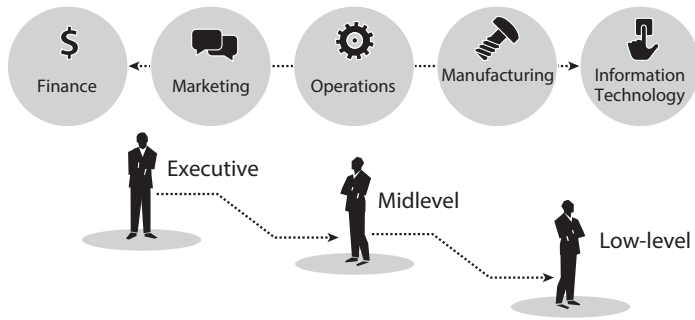 $
Finance
Marketing
Operations
Manufacturing
Information
Technology
Executive
Midlevel
Low-level